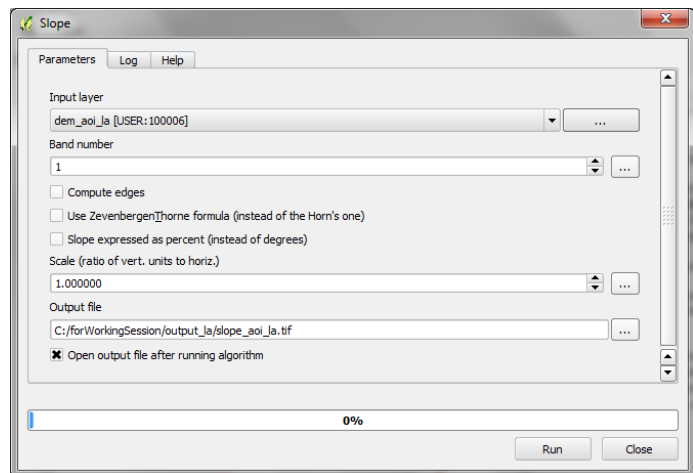 Slope
Parameters Log Help
Input layer
dem_aoi_la [USER:100006]
...
Band number
1
...
Compute edges
Use ZevenbergenThorne formula (instead of the Horn's one)
Slope expressed as percent (instead of degrees)
Scale (ratio of vert. units to horiz.)
1.000000
...
Output file
C:/forWorkingSession/output_la/slope_aoi_la.tif
...
Open output file after running algorithm
0%
Run Close